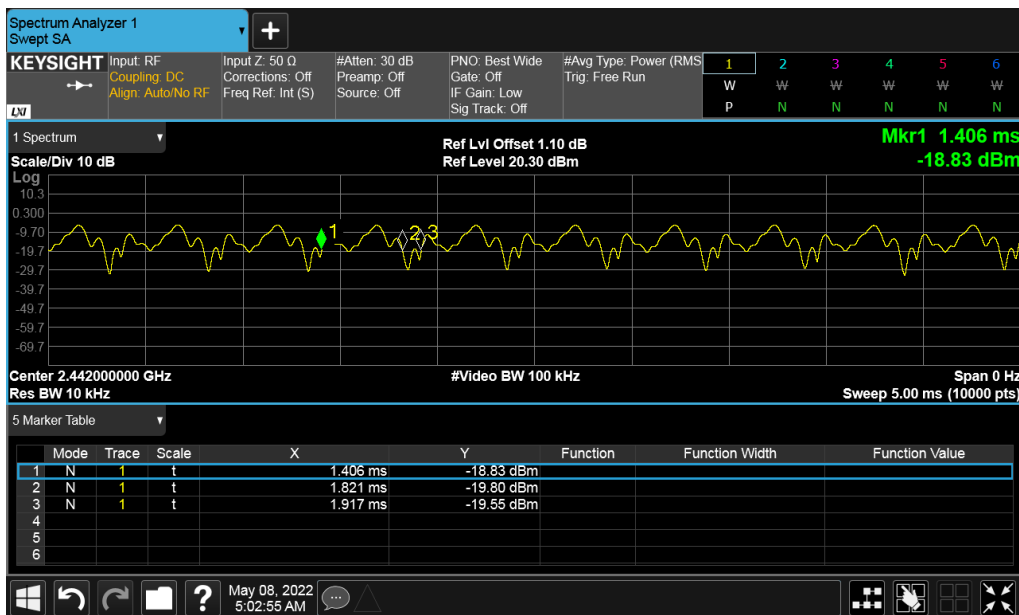 Spectrum Analyzer 1
Swept SA
+
KEYSIGHT
LXI
Input: RF
Coupling: DC
Align: Auto/No RF
Input Z: 50 Ω
Corrections: Off
Freq Ref: Int (S)
#Atten: 30 dB
Preamp: Off
Source: Off
PNO: Best Wide
Gate: Off
IF Gain: Low
Sig Track: Off
#Avg Type: Power (RMS
Trig: Free Run
1 2 3 4 5 6
W W W W W W
P N N N N N
1 Spectrum
Scale/Div 10 dB
Ref Lvl Offset 1.10 dB
Ref Level 20.30 dBm
Mkr1 1.406 ms
-18.83 dBm
Log
10.3
0.300
-9.70
-19.7
-29.7
-39.7
-49.7
-59.7
-69.7
1 2 3
Center 2.442000000 GHz
#Video BW 100 kHz
Span 0 Hz
Res BW 10 kHz
Sweep 5.00 ms (10000 pts)
5 Marker Table
Mode Trace Scale X Y Function Function Width Function Value
1 N 1 t 1.406 ms -18.83 dBm
2 N 1 t 1.821 ms -19.80 dBm
3 N 1 t 1.917 ms -19.55 dBm
4
5
6
?
May 08, 2022
5:02:55 AM